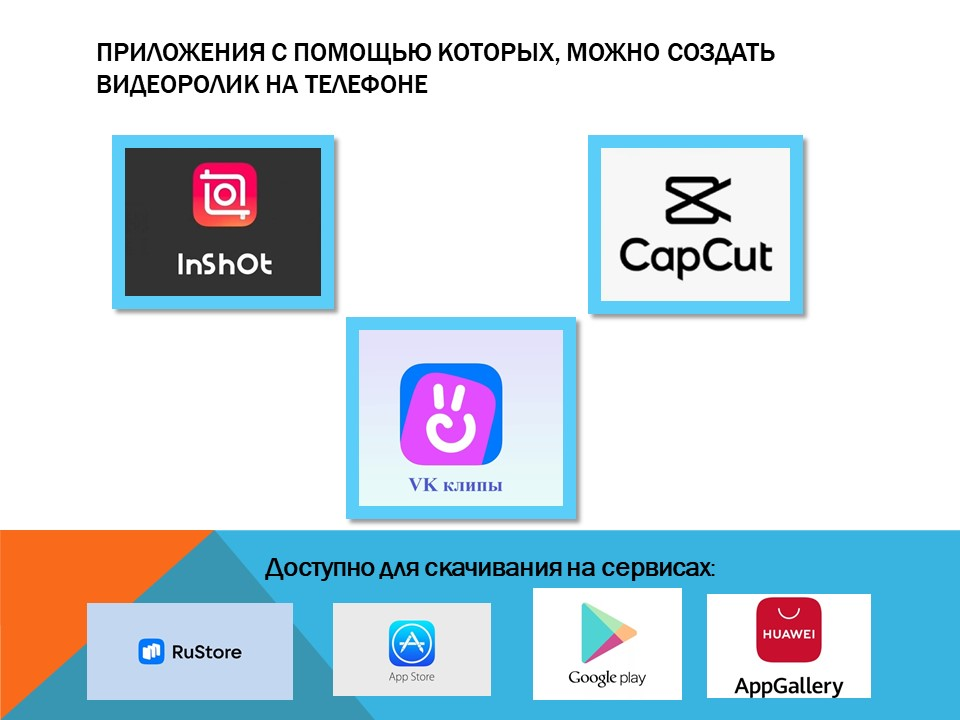 ПРИЛОЖЕНИЯ С ПОМОЩЬЮ КОТОРЫХ, МОЖНО СОЗДАТЬ
ВИДЕОРОЛИК НА ТЕЛЕФОНЕ
InShOt
CapCut
VK клипы
Доступно для скачивания на сервисах:
RuStore
App Store
Google play
HUAWEI
AppGallery